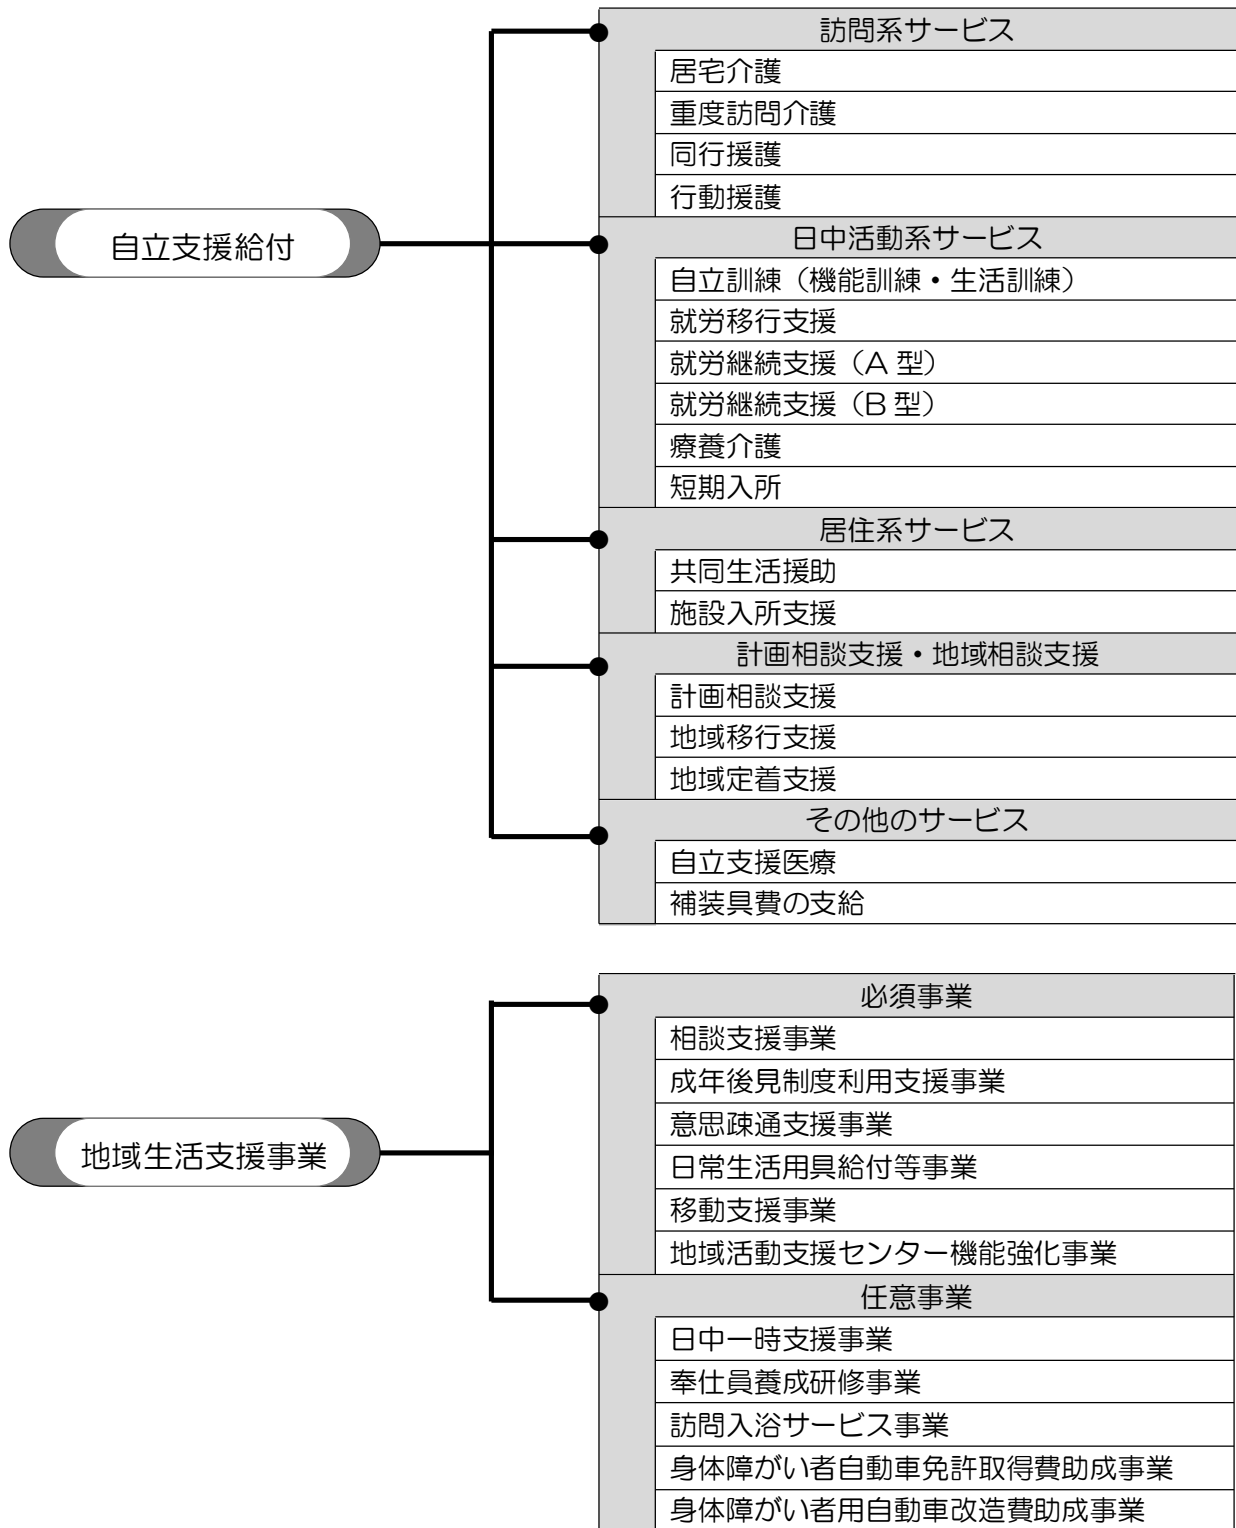 訪問系サービス
居宅介護
重度訪問介護
同行援護
行動援護
自立支援給付
日中活動系サービス
自立訓練（機能訓練・生活訓練）
就労移行支援
就労継続支援（A 型）
就労継続支援（B 型）
療養介護
短期入所
居住系サービス
共同生活援助
施設入所支援
計画相談支援・地域相談支援
計画相談支援
地域移行支援
地域定着支援
その他のサービス
自立支援医療
補装具費の支給
必須事業
相談支援事業
成年後見制度利用支援事業
意思疎通支援事業
地域生活支援事業
日常生活用具給付等事業
移動支援事業
地域活動支援センター機能強化事業
任意事業
日中一時支援事業
奉仕員養成研修事業
訪問入浴サービス事業
身体障がい者自動車免許取得費助成事業
身体障がい者用自動車改造費助成事業